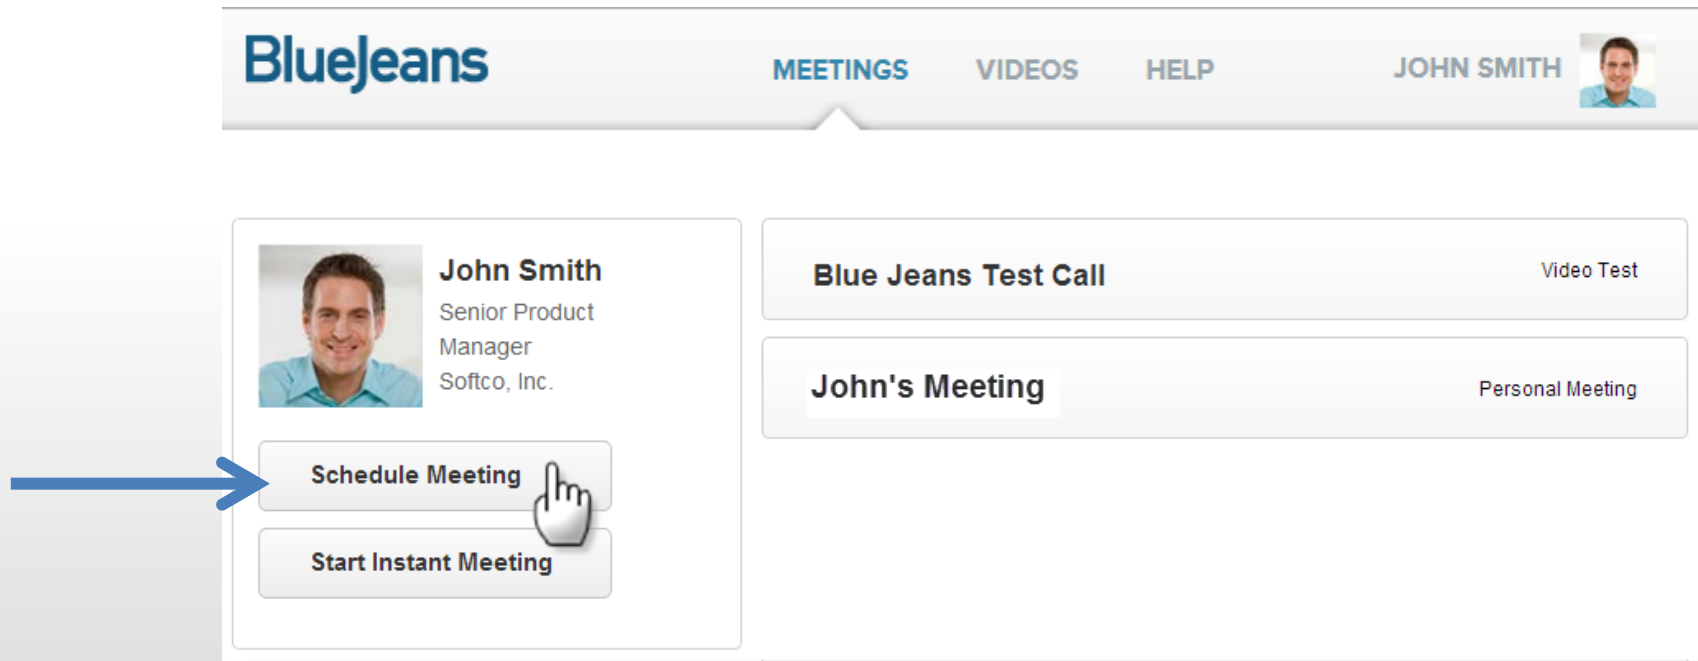 BlueJeans
MEETINGS VIDEOS HELP JOHN SMITH
John Smith
Senior Product
Manager
Softco, Inc.
Schedule Meeting
Start Instant Meeting
Blue Jeans Test Call Video Test
John's Meeting Personal Meeting